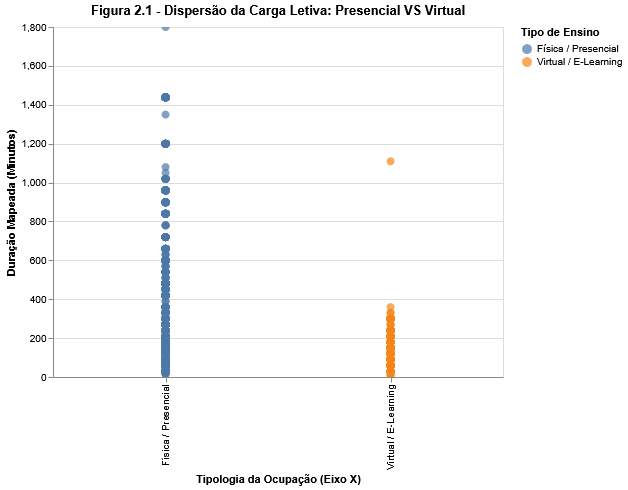 Figura 2.1 - Dispersão da Carga Letiva: Presencial VS Virtual
Tipo de Ensino
Física / Presencial
Virtual / E-Learning
Duração Mapeada (Minutos)
1,800
1,600
1,400
1,200
1,000
800
600
400
200
0
Física / Presencial
Virtual / E-Learning
Tipologia da Ocupação (Eixo X)